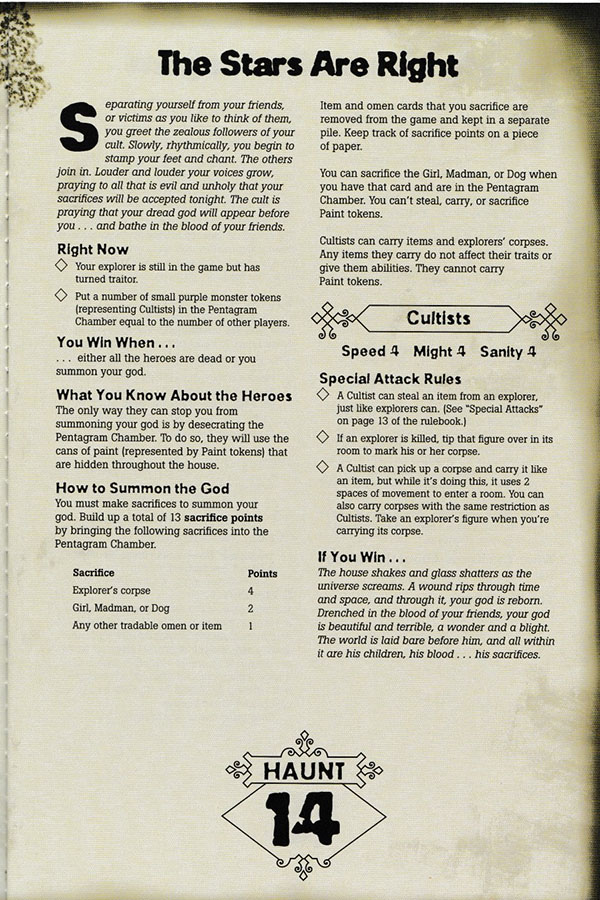 The Stars Are Right
Separating yourself from your friends,
or victims as you like to think of them,
you greet the zealous followers of your
cult. Slowly, rhythmically, you begin to
stamp your feet and chant. The others
join in. Louder and louder your voices grow,
praying to all that is evil and unholy that your
sacrifices will be accepted tonight. The cult is
praying that your dread god will appear before
you . . . and bathe in the blood of your friends.
Right Now
Your explorer is still in the game but has
turned traitor.
Put a number of small purple monster tokens
(representing Cultists) in the Pentagram
Chamber equal to the number of other players.
You Win When . . .
. . . either all the heroes are dead or you
summon your god.
What You Know About the Heroes
The only way they can stop you from
summoning your god is by desecrating the
Pentagram Chamber. To do so, they will use the
cans of paint (represented by Paint tokens) that
are hidden throughout the house.
How to Summon the God
You must make sacrifices to summon your
god. Build up a total of 13 sacrifice points
by bringing the following sacrifices into the
Pentagram Chamber.
Sacrifice Points
Explorer's corpse 4
Girl, Madman, or Dog 2
Any other tradable omen or item 1
Item and omen cards that you sacrifice are
removed from the game and kept in a separate
pile. Keep track of sacrifice points on a piece
of paper.
You can sacrifice the Girl, Madman, or Dog when
you have that card and are in the Pentagram
Chamber. You can't steal, carry, or sacrifice
Paint tokens.
Cultists can carry items and explorers' corpses.
Any items they carry do not affect their traits or
give them abilities. They cannot carry
Paint tokens.
Cultists
Speed 4 Might 4 Sanity 4
Special Attack Rules
A Cultist can steal an item from an explorer,
just like explorers can. (See "Special Attacks"
on page 13 of the rulebook.)
If an explorer is killed, tip that figure over in its
room to mark his or her corpse.
A Cultist can pick up a corpse and carry it like
an item, but while it's doing this, it uses 2
spaces of movement to enter a room. You can
also carry corpses with the same restriction as
Cultists. Take an explorer's figure when you're
carrying its corpse.
If You Win . . .
The house shakes and glass shatters as the
universe screams. A wound rips through time
and space, and through it, your god is reborn.
Drenched in the blood of your friends, your god
is beautiful and terrible, a wonder and a blight.
The world is laid bare before him, and all within
it are his children, his blood . . . his sacrifices.
HAUNT
14